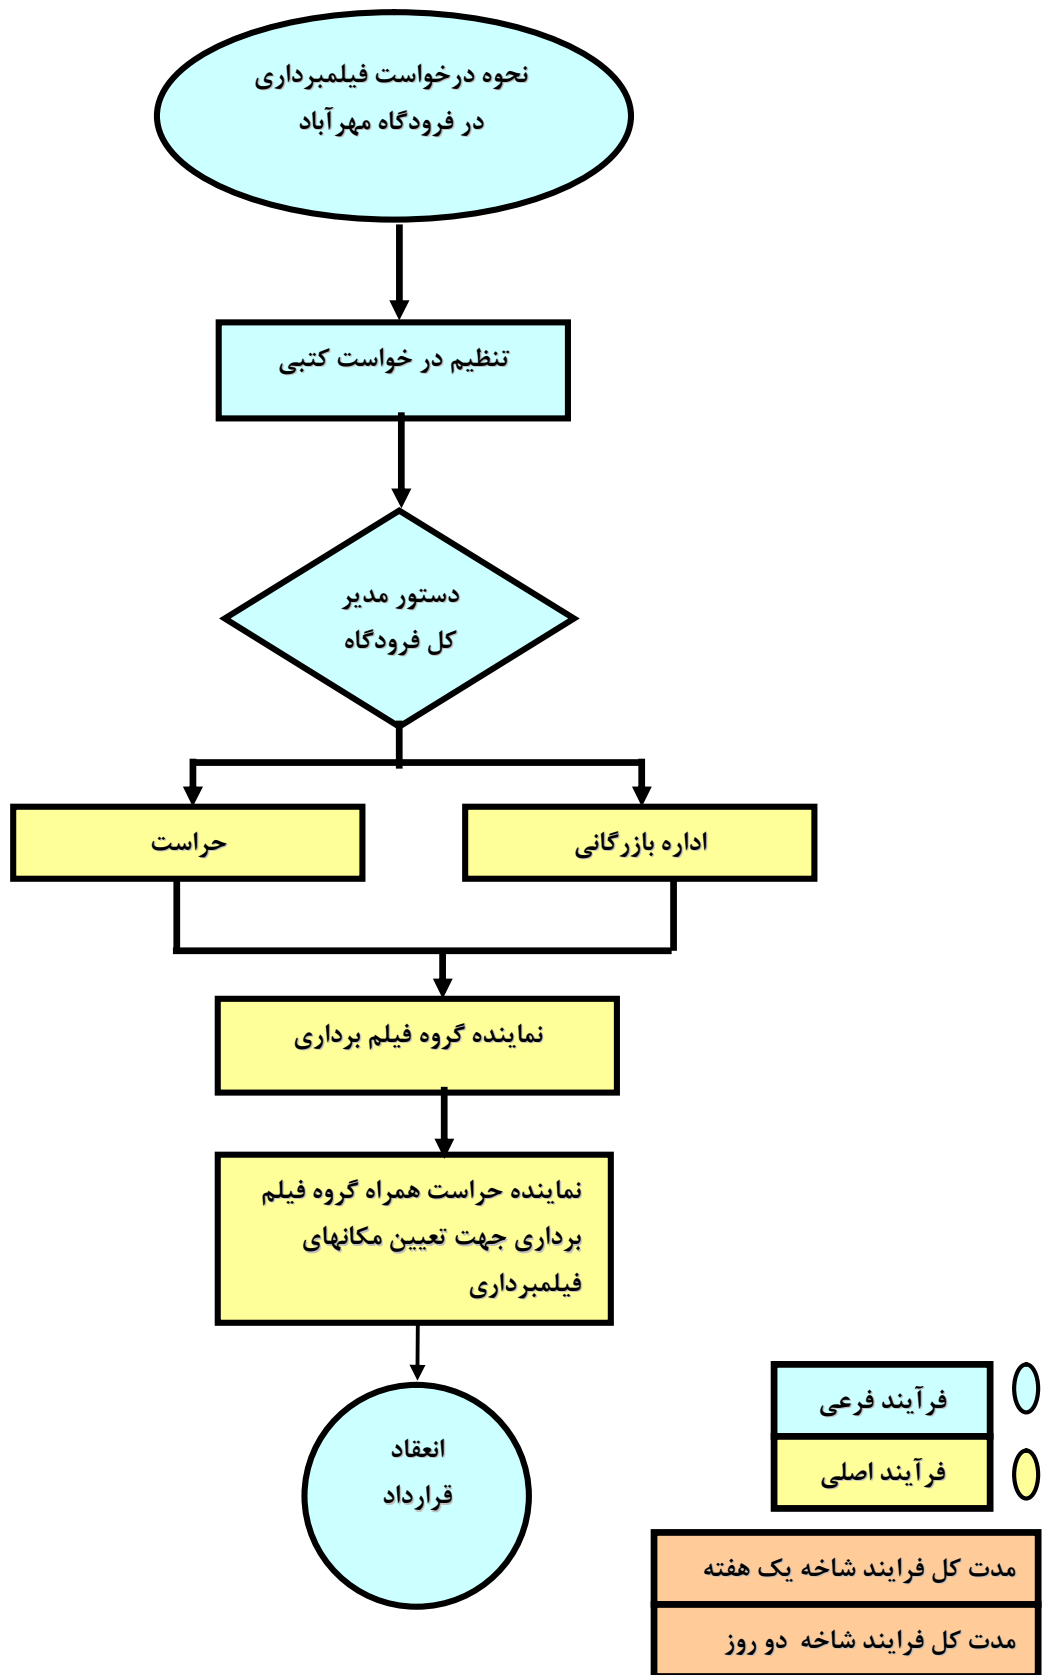 نحوه درخواست فیلمبرداری
در فرودگاه مهرآباد
تنظیم در خواست کتبی
دستور مدیر
کل فرودگاه
اداره بازرگانی
حراست
نماینده گروه فیلم برداری
نماینده حراست همراه گروه فیلم
برداری جهت تعیین مکانهای
فیلمبرداری
انعقاد
قرارداد
فرآیند فرعی
فرآیند اصلی
مدت کل فرایند شاخه یک هفته
مدت کل فرایند شاخه دو روز